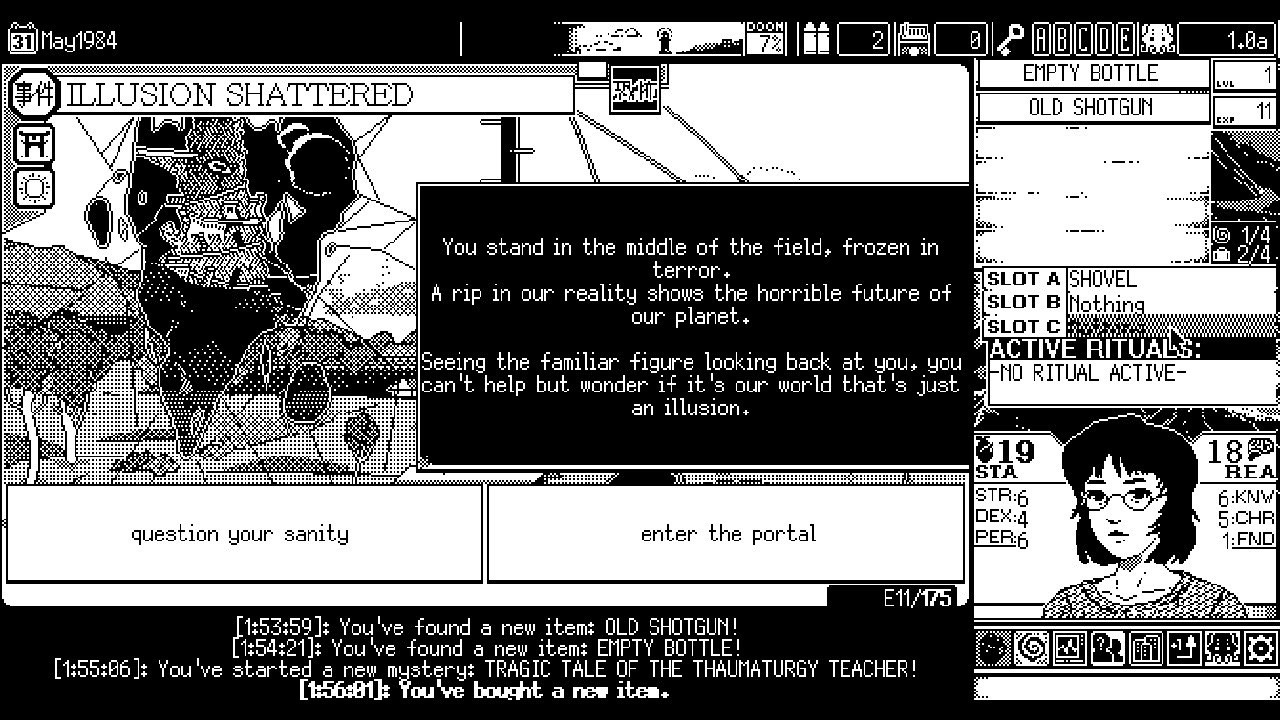 31 May1984
DOOM
7%
2
0
A B C D E
1.0a
事件 ILLUSION SHATTERED
EMPTY BOTTLE
LVL 1
OLD SHOTGUN
EXP 11
1/4
2/4
You stand in the middle of the field, frozen in
terror.
A rip in our reality shows the horrible future of
our planet.
Seeing the familiar figure looking back at you, you
can't help but wonder if it's our world that's just
an illusion.
SLOT A SHOVEL
SLOT B Nothing
SLOT C Nothing
ACTIVE RITUALS:
-NO RITUAL ACTIVE-
19
STA
18
REA
STR:6
DEX:4
PER:6
6:KNW
5:CHR
1:FND
question your sanity
enter the portal
E11/175
[1:53:59]: You've found a new item: OLD SHOTGUN!
[1:54:21]: You've found a new item: EMPTY BOTTLE!
[1:55:06]: You've started a new mystery: TRAGIC TALE OF THE THAUMATURGY TEACHER!
[1:56:01]: You've bought a new item.